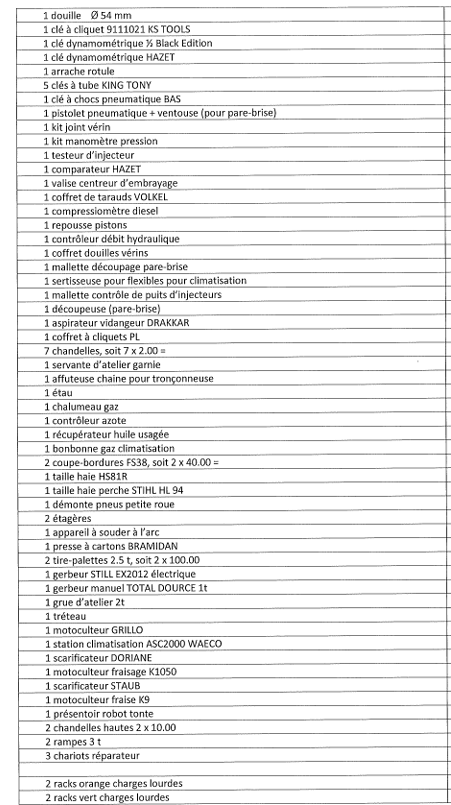 1 douille Ø 54 mm
1 clé à cliquet 9111021 KS TOOLS
1 clé dynamométrique ½ Black Edition
1 clé dynamométrique HAZET
1 arrache rotule
5 clés à tube KING TONY
1 clé à chocs pneumatique BAS
1 pistolet pneumatique + ventouse (pour pare-brise)
1 kit joint vérin
1 kit manomètre pression
1 testeur d'injecteur
1 comparateur HAZET
1 valise centreur d'embrayage
1 coffret de tarauds VOLKEL
1 compressiomètre diesel
1 repousse pistons
1 contrôleur débit hydraulique
1 coffret douilles vérins
1 mallette découpage pare-brise
1 sertisseuse pour flexibles pour climatisation
1 mallette contrôle de puits d'injecteurs
1 découpeuse (pare-brise)
1 aspirateur vidangeur DRAKKAR
1 coffret à cliquets PL
7 chandelles, soit 7 x 2.00 =
1 servante d'atelier garnie
1 affuteuse chaine pour tronçonneuse
1 étau
1 chalumeau gaz
1 contrôleur azote
1 récupérateur huile usagée
1 bonbonne gaz climatisation
2 coupe-bordures FS38, soit 2 x 40.00 =
1 taille haie HS81R
1 taille haie perche STIHL HL 94
1 démonte pneus petite roue
2 étagères
1 appareil à souder à l'arc
1 presse à cartons BRAMIDAN
2 tire-palettes 2.5 t, soit 2 x 100.00
1 gerbeur STILL EX2012 électrique
1 gerbeur manuel TOTAL DOURCE 1t
1 grue d'atelier 2t
1 tréteau
1 motoculteur GRILLO
1 station climatisation ASC2000 WAECO
1 scarificateur DORIANE
1 motoculteur fraisage K1050
1 scarificateur STAUB
1 motoculteur fraise K9
1 présentoir robot tonte
2 chandelles hautes 2 x 10.00
2 rampes 3 t
3 chariots réparateur
2 racks orange charges lourdes
2 racks vert charges lourdes